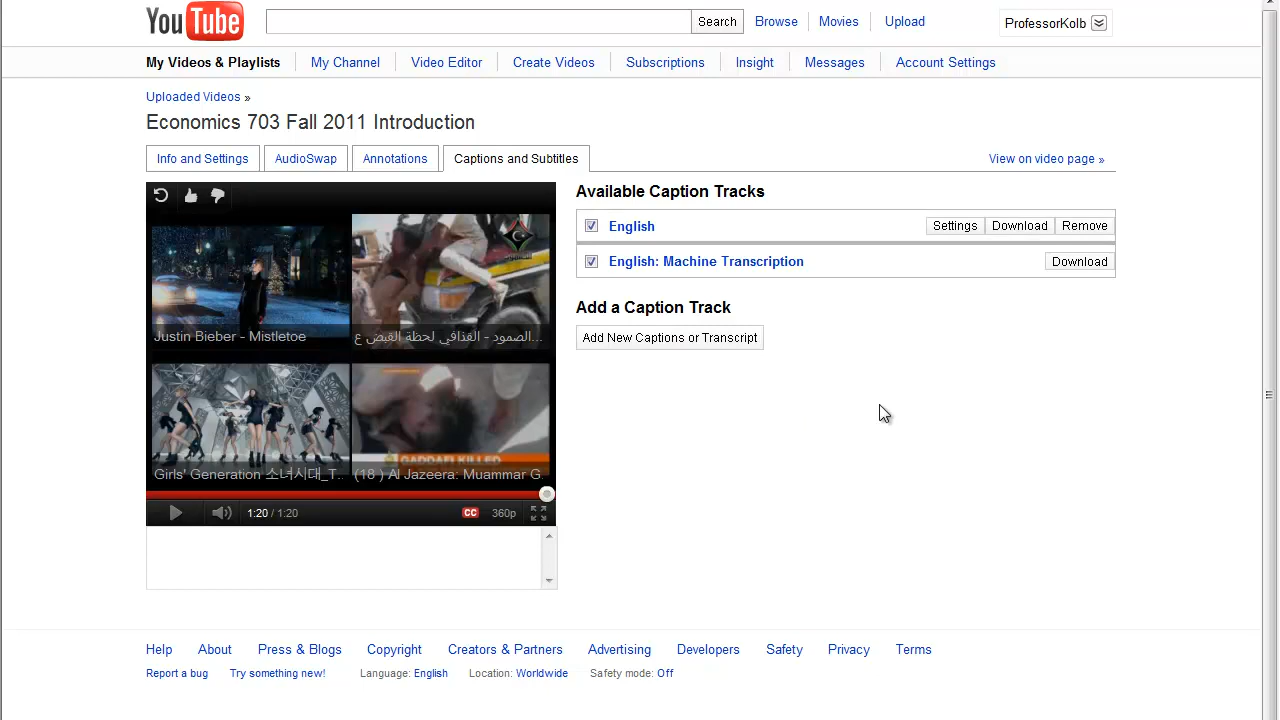 YouTube Search Browse Movies Upload ProfessorKolb
My Videos & Playlists My Channel Video Editor Create Videos Subscriptions Insight Messages Account Settings
Uploaded Videos »
Economics 703 Fall 2011 Introduction
Info and Settings AudioSwap Annotations Captions and Subtitles View on video page »
Available Caption Tracks
English Settings Download Remove
English: Machine Transcription Download
Add a Caption Track
Add New Captions or Transcript
Justin Bieber - Mistletoe
الصمود - القذافي لحظة القبض ع...
GADDAFI KILLED
Girls' Generation 소녀시대_T...
(18 ) Al Jazeera: Muammar G...
1:20 / 1:20 CC 360p
Help About Press & Blogs Copyright Creators & Partners Advertising Developers Safety Privacy Terms
Report a bug Try something new! Language: English Location: Worldwide Safety mode: Off